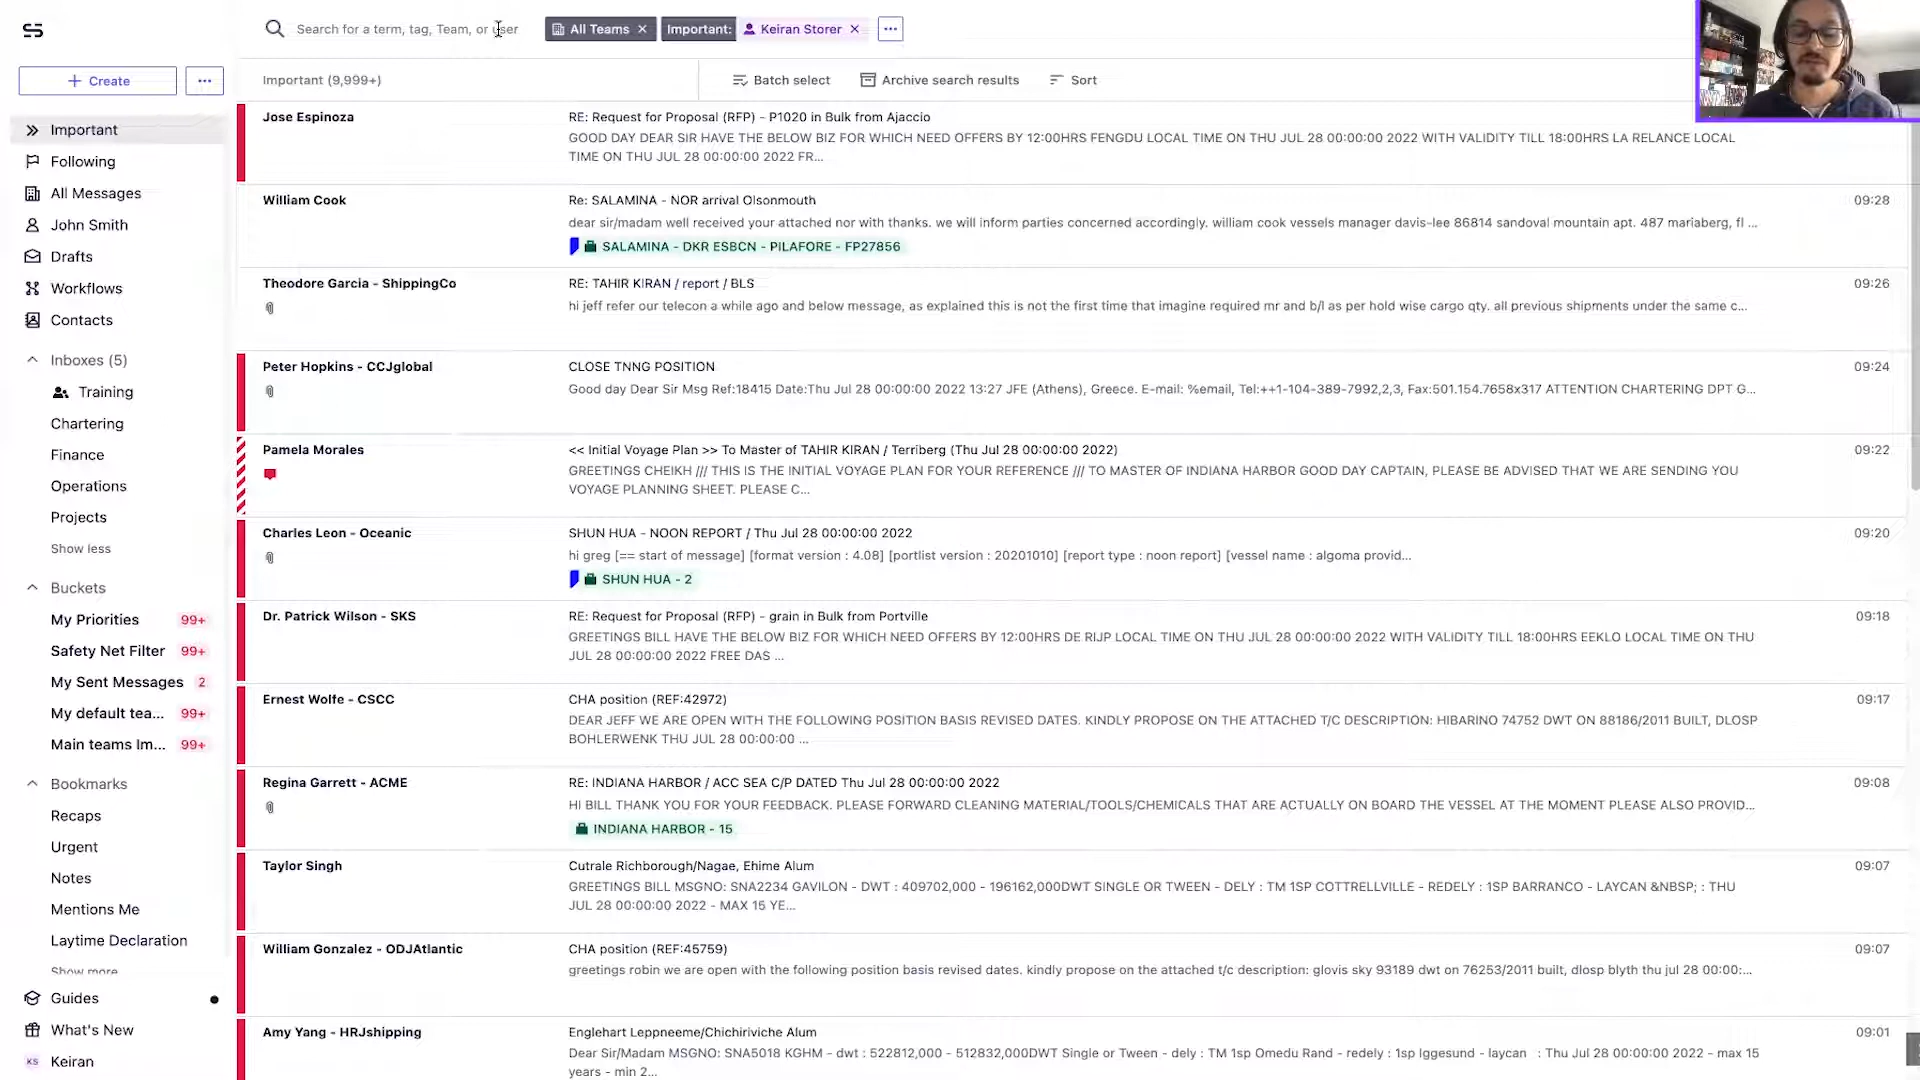 Search for a term, tag, Team, or user
All Teams
Important: Keiran Storer
Create
Important (9,999+)
Batch select
Archive search results
Sort
Important
Following
All Messages
John Smith
Drafts
Workflows
Contacts
Inboxes (5)
Training
Chartering
Finance
Operations
Projects
Show less
Buckets
My Priorities 99+
Safety Net Filter 99+
My Sent Messages 2
My default tea... 99+
Main teams Im... 99+
Bookmarks
Recaps
Urgent
Notes
Mentions Me
Laytime Declaration
Show more
Guides
What's New
KS Keiran
Jose Espinoza
RE: Request for Proposal (RFP) - P1020 in Bulk from Ajaccio
GOOD DAY DEAR SIR HAVE THE BELOW BIZ FOR WHICH NEED OFFERS BY 12:00HRS FENGDU LOCAL TIME ON THU JUL 28 00:00:00 2022 WITH VALIDITY TILL 18:00HRS LA RELANCE LOCAL
TIME ON THU JUL 28 00:00:00 2022 FR...
William Cook
Re: SALAMINA - NOR arrival Olsonmouth
09:28
dear sir/madam well received your attached nor with thanks. we will inform parties concerned accordingly. william cook vessels manager davis-lee 86814 sandoval mountain apt. 487 mariaberg, fl ...
SALAMINA - DKR ESBCN - PILAFORE - FP27856
Theodore Garcia - ShippingCo
RE: TAHIR KIRAN / report / BLS
09:26
hi jeff refer our telecon a while ago and below message, as explained this is not the first time that imagine required mr and b/l as per hold wise cargo qty. all previous shipments under the same c...
Peter Hopkins - CCJglobal
CLOSE TNNG POSITION
09:24
Good day Dear Sir Msg Ref:18415 Date:Thu Jul 28 00:00:00 2022 13:27 JFE (Athens), Greece. E-mail: %email, Tel:++1-104-389-7992,2,3, Fax:501.154.7658x317 ATTENTION CHARTERING DPT G...
Pamela Morales
<< Initial Voyage Plan >> To Master of TAHIR KIRAN / Terriberg (Thu Jul 28 00:00:00 2022)
09:22
GREETINGS CHEIKH /// THIS IS THE INITIAL VOYAGE PLAN FOR YOUR REFERENCE /// TO MASTER OF INDIANA HARBOR GOOD DAY CAPTAIN, PLEASE BE ADVISED THAT WE ARE SENDING YOU
VOYAGE PLANNING SHEET. PLEASE C...
Charles Leon - Oceanic
SHUN HUA - NOON REPORT / Thu Jul 28 00:00:00 2022
09:20
hi greg [== start of message] [format version : 4.08] [portlist version : 20201010] [report type : noon report] [vessel name : algoma provid...
SHUN HUA - 2
Dr. Patrick Wilson - SKS
RE: Request for Proposal (RFP) - grain in Bulk from Portville
09:18
GREETINGS BILL HAVE THE BELOW BIZ FOR WHICH NEED OFFERS BY 12:00HRS DE RIJP LOCAL TIME ON THU JUL 28 00:00:00 2022 WITH VALIDITY TILL 18:00HRS EEKLO LOCAL TIME ON THU
JUL 28 00:00:00 2022 FREE DAS ...
Ernest Wolfe - CSCC
CHA position (REF:42972)
09:17
DEAR JEFF WE ARE OPEN WITH THE FOLLOWING POSITION BASIS REVISED DATES. KINDLY PROPOSE ON THE ATTACHED T/C DESCRIPTION: HIBARINO 74752 DWT ON 88186/2011 BUILT, DLOSP
BOHLERWENK THU JUL 28 00:00:00 ...
Regina Garrett - ACME
RE: INDIANA HARBOR / ACC SEA C/P DATED Thu Jul 28 00:00:00 2022
09:08
HI BILL THANK YOU FOR YOUR FEEDBACK. PLEASE FORWARD CLEANING MATERIAL/TOOLS/CHEMICALS THAT ARE ACTUALLY ON BOARD THE VESSEL AT THE MOMENT PLEASE ALSO PROVID...
INDIANA HARBOR - 15
Taylor Singh
Cutrale Richborough/Nagae, Ehime Alum
09:07
GREETINGS BILL MSGNO: SNA2234 GAVILON - DWT : 409702,000 - 196162,000DWT SINGLE OR TWEEN - DELY : TM 1SP COTTRELLVILLE - REDELY : 1SP BARRANCO - LAYCAN &NBSP; : THU
JUL 28 00:00:00 2022 - MAX 15 YE...
William Gonzalez - ODJAtlantic
CHA position (REF:45759)
09:07
greetings robin we are open with the following position basis revised dates. kindly propose on the attached t/c description: glovis sky 93189 dwt on 76253/2011 built, dlosp blyth thu jul 28 00:00:...
Amy Yang - HRJshipping
Englehart Leppneeme/Chichiriviche Alum
09:01
Dear Sir/Madam MSGNO: SNA5018 KGHM - dwt : 522812,000 - 512832,000DWT Single or Tween - dely : TM 1sp Omedu Rand - redely : 1sp Iggesund - laycan : Thu Jul 28 00:00:00 2022 - max 15
years - min 2...